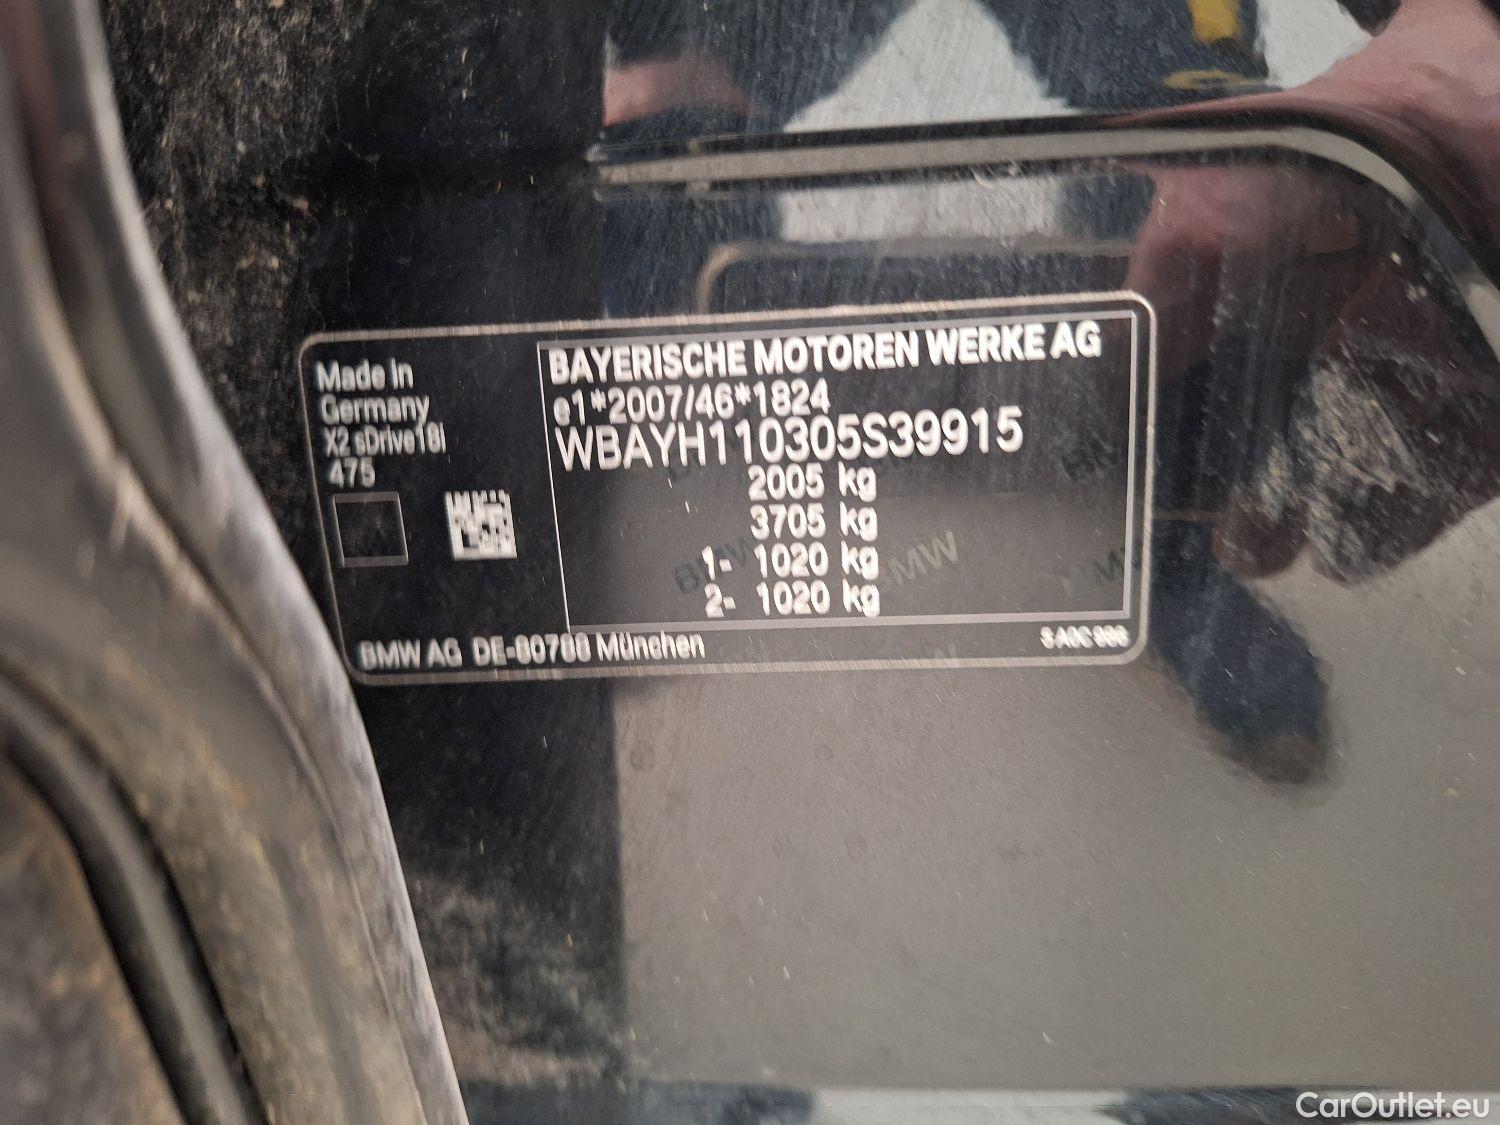 Made in
Germany
X2 sDrive18i
475
BAYERISCHE MOTOREN WERKE AG
e1*2007/46*1824
WBAYH110305S39915
2005 kg
3705 kg
1- 1020 kg
2- 1020 kg
BMW AG DE-80788 München
CarOutlet.eu